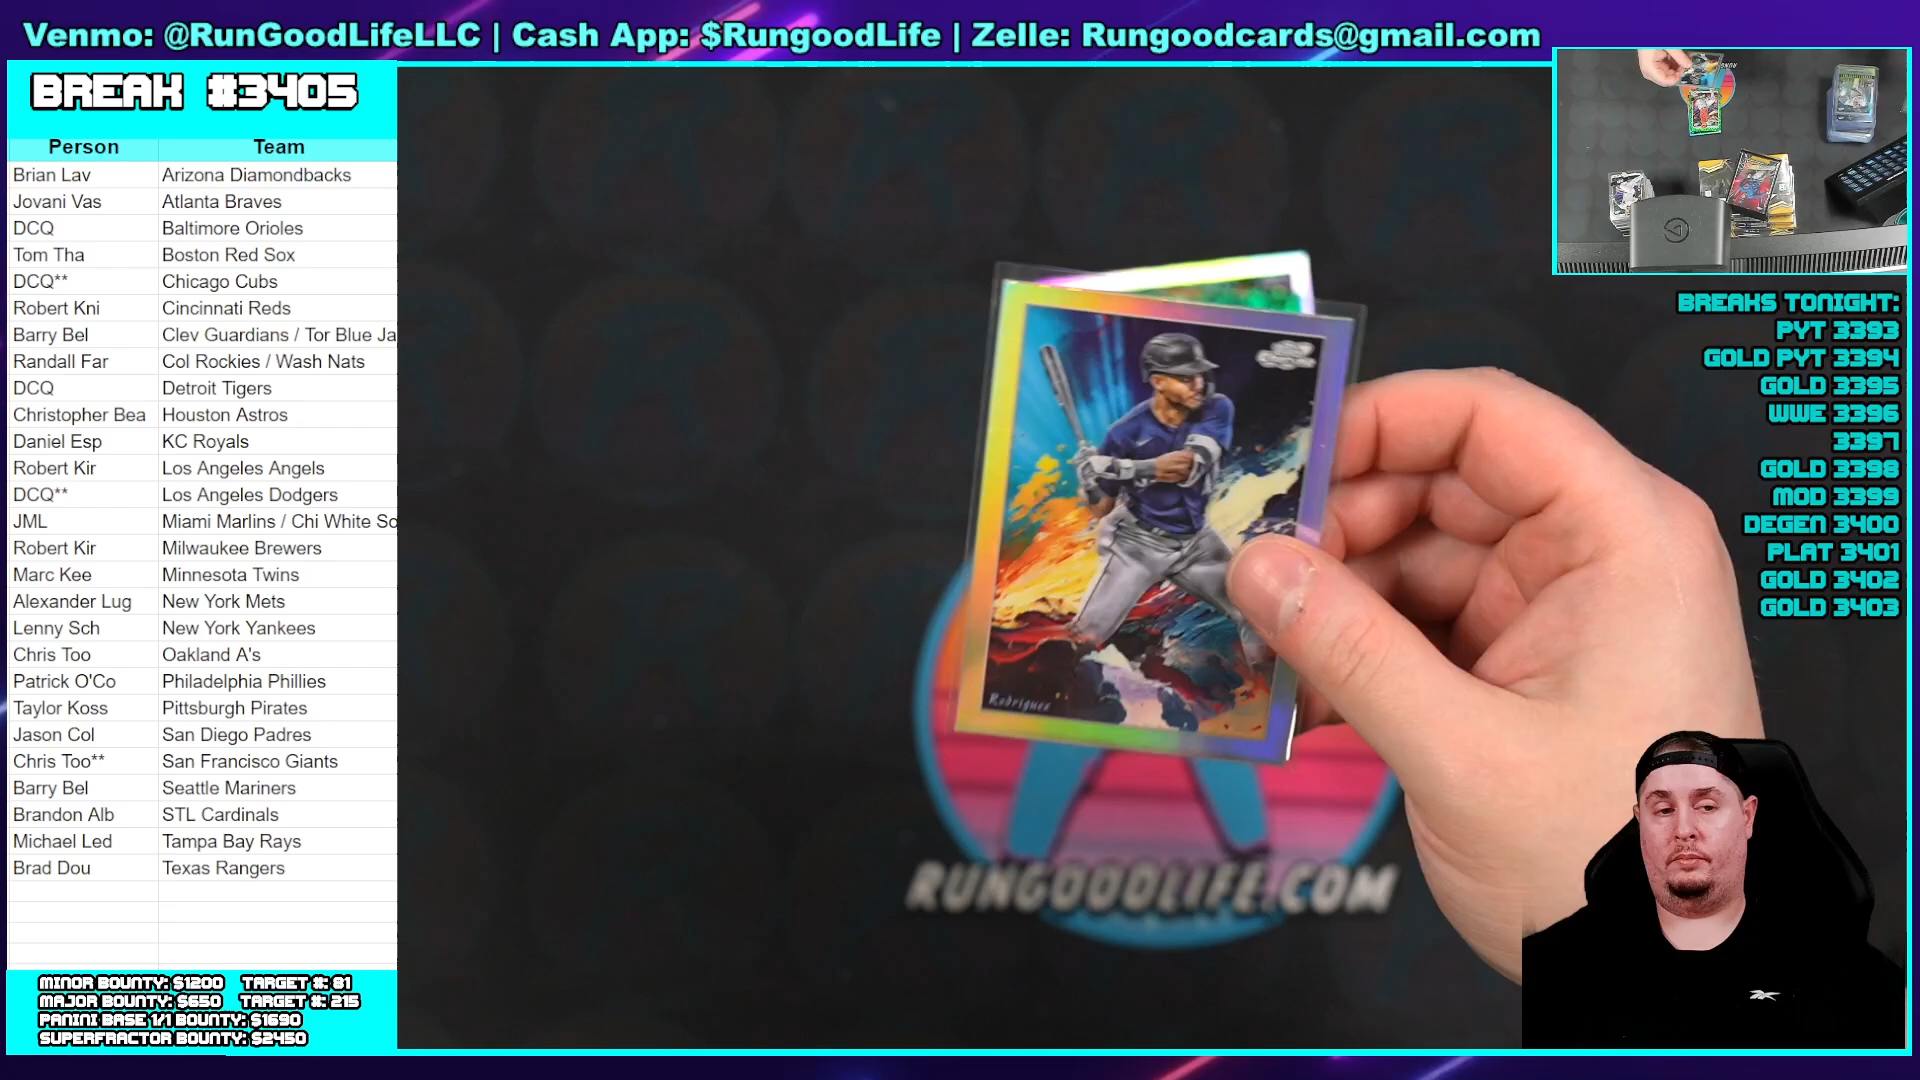 Venmo: @RunGoodLifeLLC | Cash App: $RungoodLife | Zelle: Rungoodcards@gmail.com
BREAK #3405
Person Team
Brian Lav Arizona Diamondbacks
Jovani Vas Atlanta Braves
DCQ Baltimore Orioles
Tom Tha Boston Red Sox
DCQ** Chicago Cubs
Robert Kni Cincinnati Reds
Barry Bel Clev Guardians / Tor Blue Ja
Randall Far Col Rockies / Wash Nats
DCQ Detroit Tigers
Christopher Bea Houston Astros
Daniel Esp KC Royals
Robert Kir Los Angeles Angels
DCQ** Los Angeles Dodgers
JML Miami Marlins / Chi White So
Robert Kir Milwaukee Brewers
Marc Kee Minnesota Twins
Alexander Lug New York Mets
Lenny Sch New York Yankees
Chris Too Oakland A's
Patrick O'Co Philadelphia Phillies
Taylor Koss Pittsburgh Pirates
Jason Col San Diego Padres
Chris Too** San Francisco Giants
Barry Bel Seattle Mariners
Brandon Alb STL Cardinals
Michael Led Tampa Bay Rays
Brad Dou Texas Rangers
MINOR BOUNTY: $1200 TARGET #: 81
MAJOR BOUNTY: $650 TARGET #: 215
PANINI BASE 1/1 BOUNTY: $1690
SUPERFRACTOR BOUNTY: $2450
Rodriguez
RUNGOODLIFE.COM
BREAKS TONIGHT:
PYT 3393
GOLD PYT 3394
GOLD 3395
WWE 3396
3397
GOLD 3398
MOD 3399
DEGEN 3400
PLAT 3401
GOLD 3402
GOLD 3403